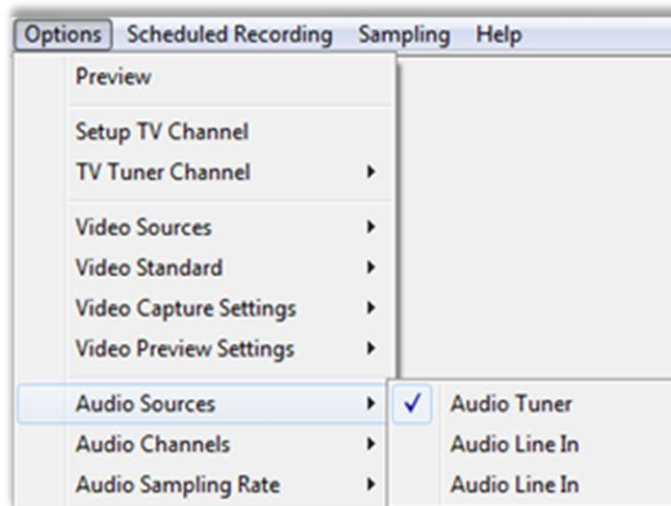 Options Scheduled Recording Sampling Help
Preview
Setup TV Channel
TV Tuner Channel
Video Sources
Video Standard
Video Capture Settings
Video Preview Settings
Audio Sources
Audio Tuner
Audio Channels
Audio Line In
Audio Sampling Rate
Audio Line In